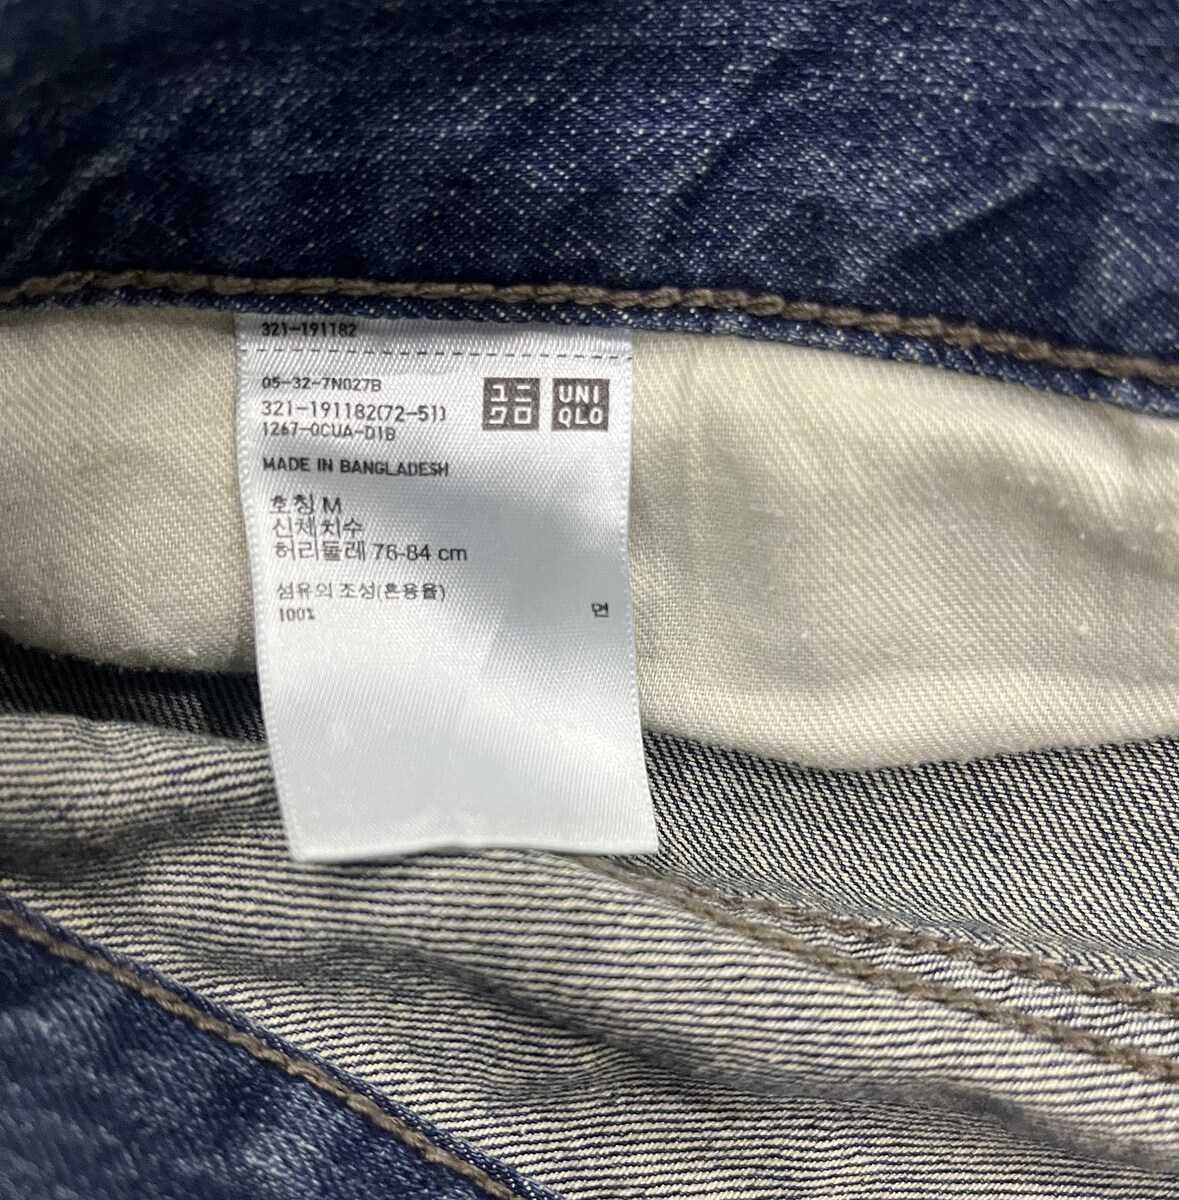 321-191182
05-32-7N027B
321-191182(72-51)
1267-0CUA-D1B
ユニクロ
UNIQLO
MADE IN BANGLADESH
호칭 M
신체 치수
허리둘레 76-84 cm
섬유의 조성(혼용율)
100% 면